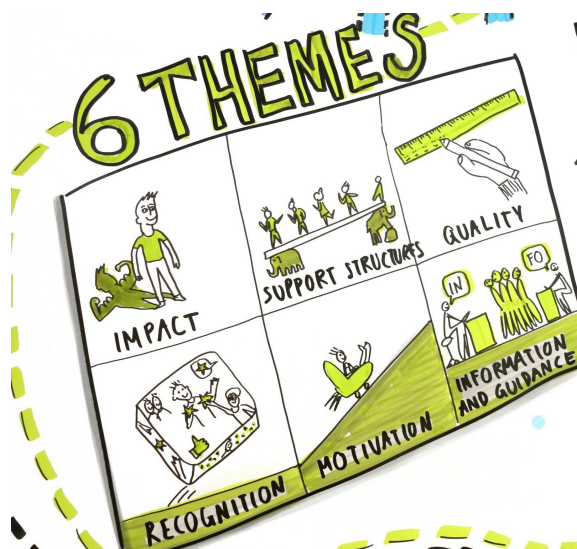 6 THEMES
IMPACT
SUPPORT STRUCTURES
QUALITY
RECOGNITION
MOTIVATION
IN
FO
INFORMATION
AND GUIDANCE